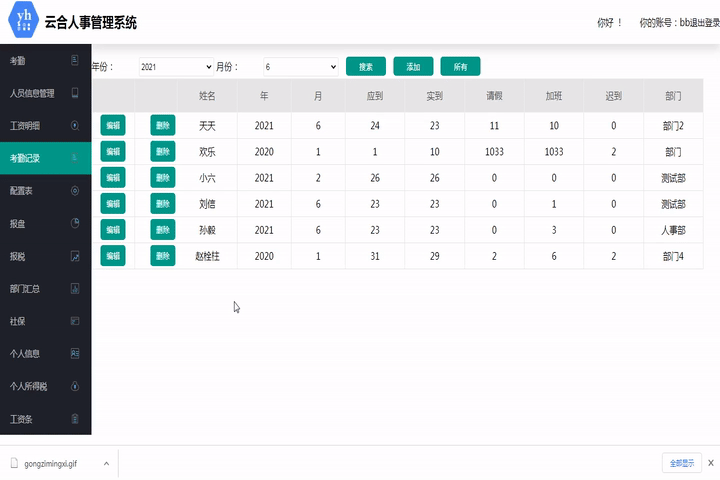 yh
云合人事管理系统
你好 ！ 你的账号：bb退出登录
考勤
人员信息管理
工资明细
考勤记录
配置表
报盘
报税
部门汇总
社保
个人信息
个人所得税
工资条
年份： 2021 月份： 6 搜索 添加 所有
姓名 年 月 应到 实到 请假 加班 迟到 部门
编辑 删除 天天 2021 6 24 23 11 10 0 部门2
编辑 删除 欢乐 2020 1 1 10 1033 1033 2 部门
编辑 删除 小六 2021 2 26 26 0 0 0 测试部
编辑 删除 刘信 2021 6 23 23 0 1 0 测试部
编辑 删除 孙毅 2021 6 23 23 0 3 0 人事部
编辑 删除 赵栓柱 2020 1 31 29 2 6 2 部门4
gongzimingxi.gif
全部显示